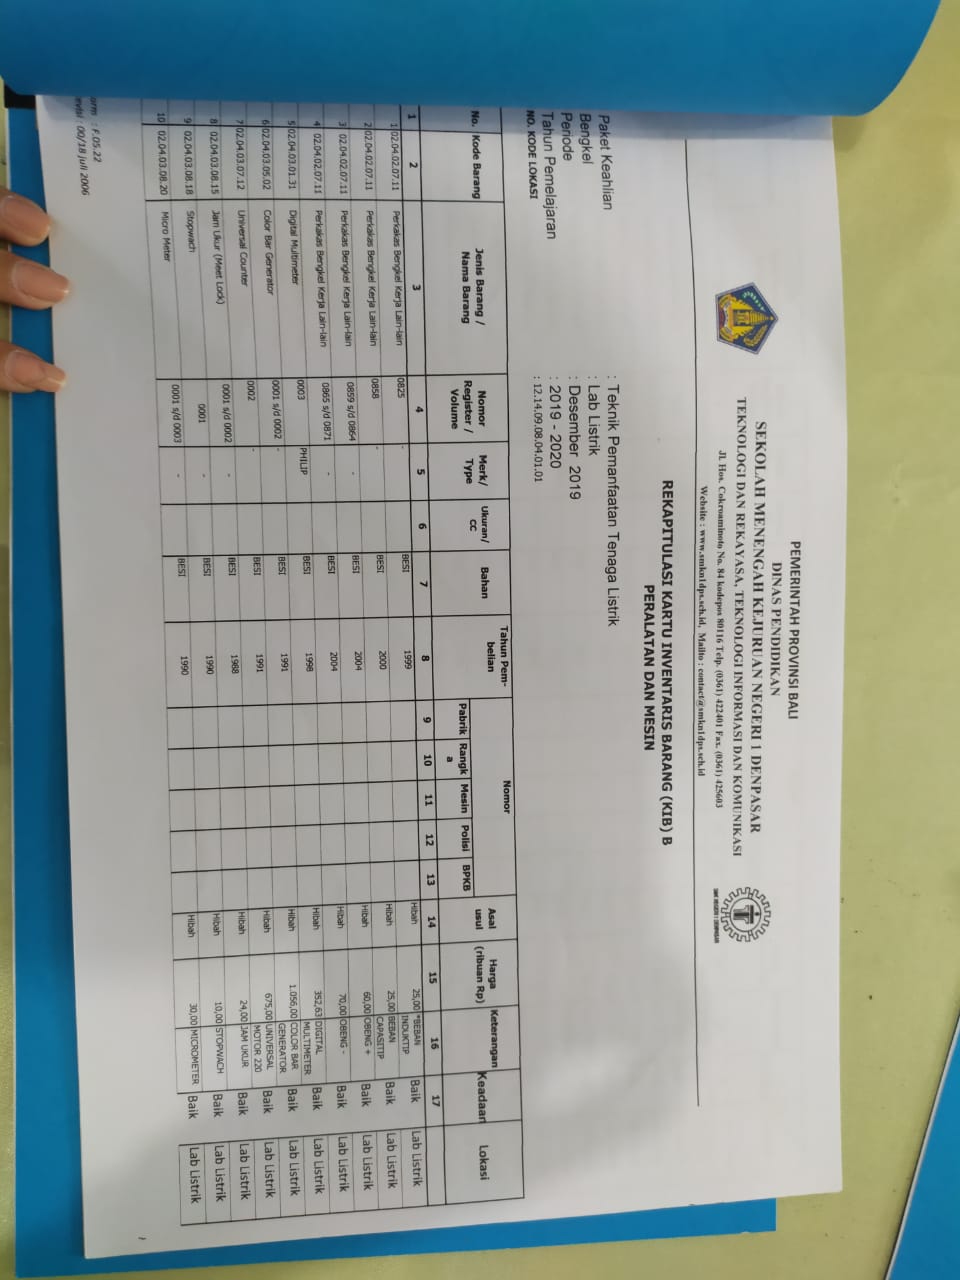 PEMERINTAH PROVINSI BALI
DINAS PENDIDIKAN
SEKOLAH MENENGAH KEJURUAN NEGERI 1 DENPASAR
TEKNOLOGI DAN REKAYASA, TEKNOLOGI INFORMASI DAN KOMUNIKASI
Jl. Hos. Cokroaminoto No. 84 kodepos 80116 Telp. (0361) 422401 Fax. (0361) 425603
Website : www.smkn1dps.sch.id, Mailto : contact@smkn1dps.sch.id
REKAPITULASI KARTU INVENTARIS BARANG (KIB) B
PERALATAN DAN MESIN
Paket Keahlian : Teknik Pemanfaatan Tenaga Listrik
Bengkel : Lab Listrik
Periode : Desember 2019
Tahun Pemelajaran : 2019 - 2020
NO. KODE LOKASI : 12.14.09.08.04.01.01
No. Kode Barang Jenis Barang / Nama Barang Nomor Register / Volume Merk/ Type Ukuran/ CC Bahan Tahun Pem-belian Nomor Pabrik Rangka Mesin Polisi BPKB Asal usul Harga (ribuan Rp) Keterangan Keadaan Lokasi
1 2 3 4 5 6 7 8 9 10 11 12 13 14 15 16 17
1 02.04.02.07.11 Perkakas Bengkel Kerja Lain-lain 0825 - BESI 1999 Hibah 25,00 *BEBAN INDUKTIP Baik Lab Listrik
2 02.04.02.07.11 Perkakas Bengkel Kerja Lain-lain 0858 - BESI 2000 Hibah 25,00 BEBAN CAPASITIP Baik Lab Listrik
3 02.04.02.07.11 Perkakas Bengkel Kerja Lain-lain 0859 s/d 0864 - BESI 2004 Hibah 60,00 OBENG + Baik Lab Listrik
4 02.04.02.07.11 Perkakas Bengkel Kerja Lain-lain 0865 s/d 0871 - BESI 2004 Hibah 70,00 OBENG - Baik Lab Listrik
5 02.04.03.01.31 Digital Multimeter 0003 PHILIP BESI 1998 Hibah 352,63 DIGITAL MULTIMETER Baik Lab Listrik
6 02.04.03.05.02 Color Bar Generator 0001 s/d 0002 - BESI 1991 Hibah 1.056,00 COLOR BAR GENERATOR Baik Lab Listrik
7 02.04.03.07.12 Universal Counter 0002 - BESI 1991 Hibah 675,00 UNIVERSAL MOTOR 220 Baik Lab Listrik
8 02.04.03.08.15 Jam Ukur (Meet Lock) 0001 s/d 0002 - BESI 1988 Hibah 24,00 JAM UKUR Baik Lab Listrik
9 02.04.03.08.18 Stopwach 0001 - BESI 1990 Hibah 10,00 STOPWACH Baik Lab Listrik
10 02.04.03.08.20 Micro Meter 0001 s/d 0003 - BESI 1990 Hibah 30,00 MICROMETER Baik Lab Listrik
orm : F.05.22
evisi : 00/18 juli 2006